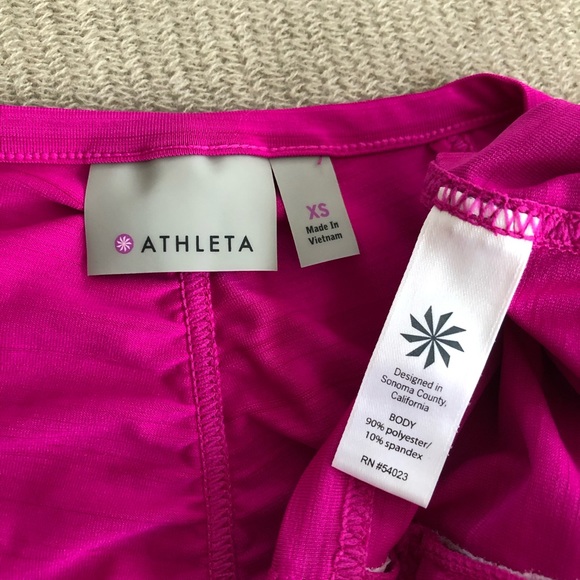 ATHLETA
XS
Made In
Vietnam
Designed in
Sonoma County,
California
BODY
90% polyester/
10% spandex
RN #54023